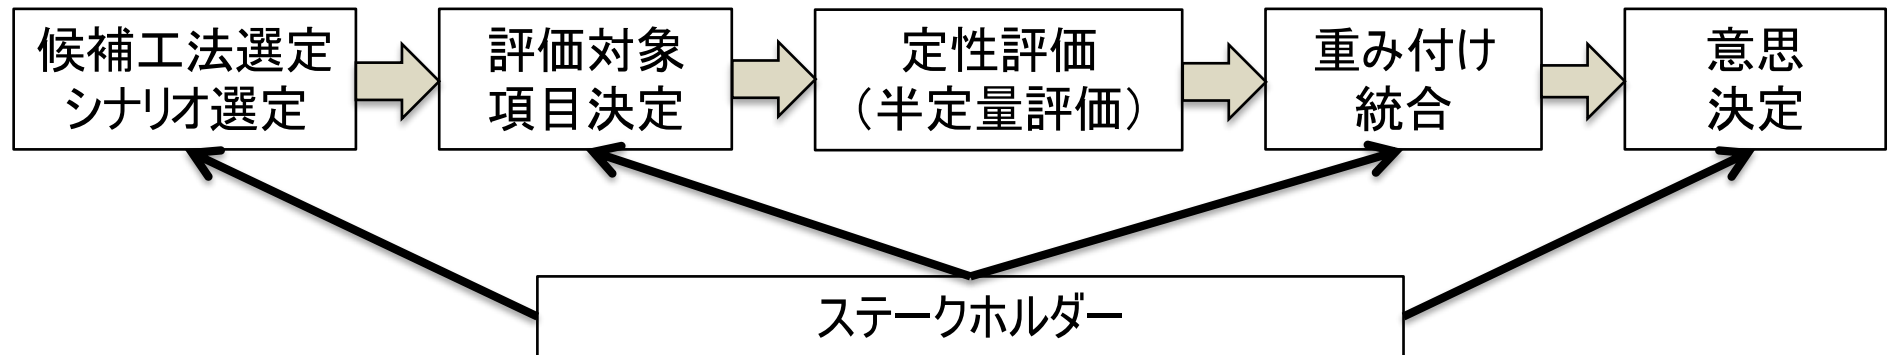 候補工法選定
シナリオ選定
評価対象
項目決定
定性評価
（半定量評価）
重み付け
統合
意思
決定
ステークホルダー